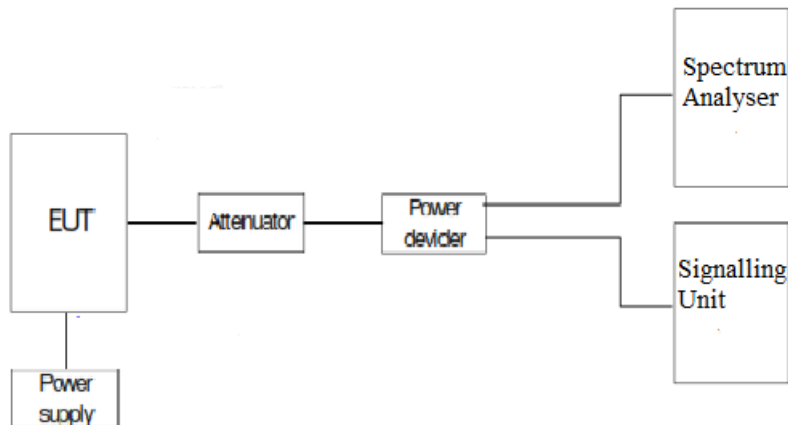 Spectrum
Analyser
EUT
Attenuator
Power
devider
Signalling
Unit
Power
supply